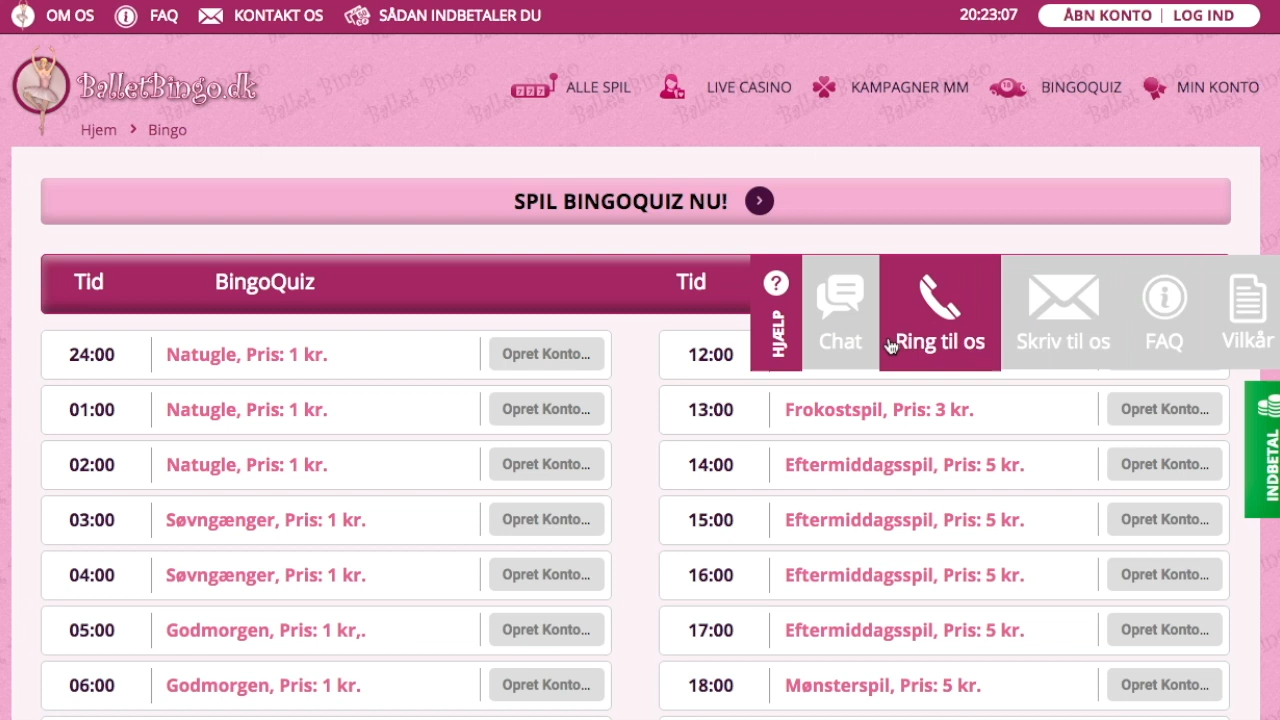 OM OS
FAQ
KONTAKT OS
SÅDAN INDBETALER DU
20:23:07
ÅBN KONTO | LOG IND
BalletBingo.dk
ALLE SPIL
LIVE CASINO
KAMPAGNER MM
BINGOQUIZ
MIN KONTO
Hjem > Bingo
SPIL BINGOQUIZ NU!
Tid BingoQuiz
Tid
HJÆLP
Chat
Ring til os
Skriv til os
FAQ
Vilkår
INDBETAL
24:00 Natugle, Pris: 1 kr. Opret Konto...
01:00 Natugle, Pris: 1 kr. Opret Konto...
02:00 Natugle, Pris: 1 kr. Opret Konto...
03:00 Søvngænger, Pris: 1 kr. Opret Konto...
04:00 Søvngænger, Pris: 1 kr. Opret Konto...
05:00 Godmorgen, Pris: 1 kr,. Opret Konto...
06:00 Godmorgen, Pris: 1 kr. Opret Konto...
12:00
13:00 Frokostspil, Pris: 3 kr. Opret Konto...
14:00 Eftermiddagsspil, Pris: 5 kr. Opret Konto...
15:00 Eftermiddagsspil, Pris: 5 kr. Opret Konto...
16:00 Eftermiddagsspil, Pris: 5 kr. Opret Konto...
17:00 Eftermiddagsspil, Pris: 5 kr. Opret Konto...
18:00 Mønsterspil, Pris: 5 kr. Opret Konto...